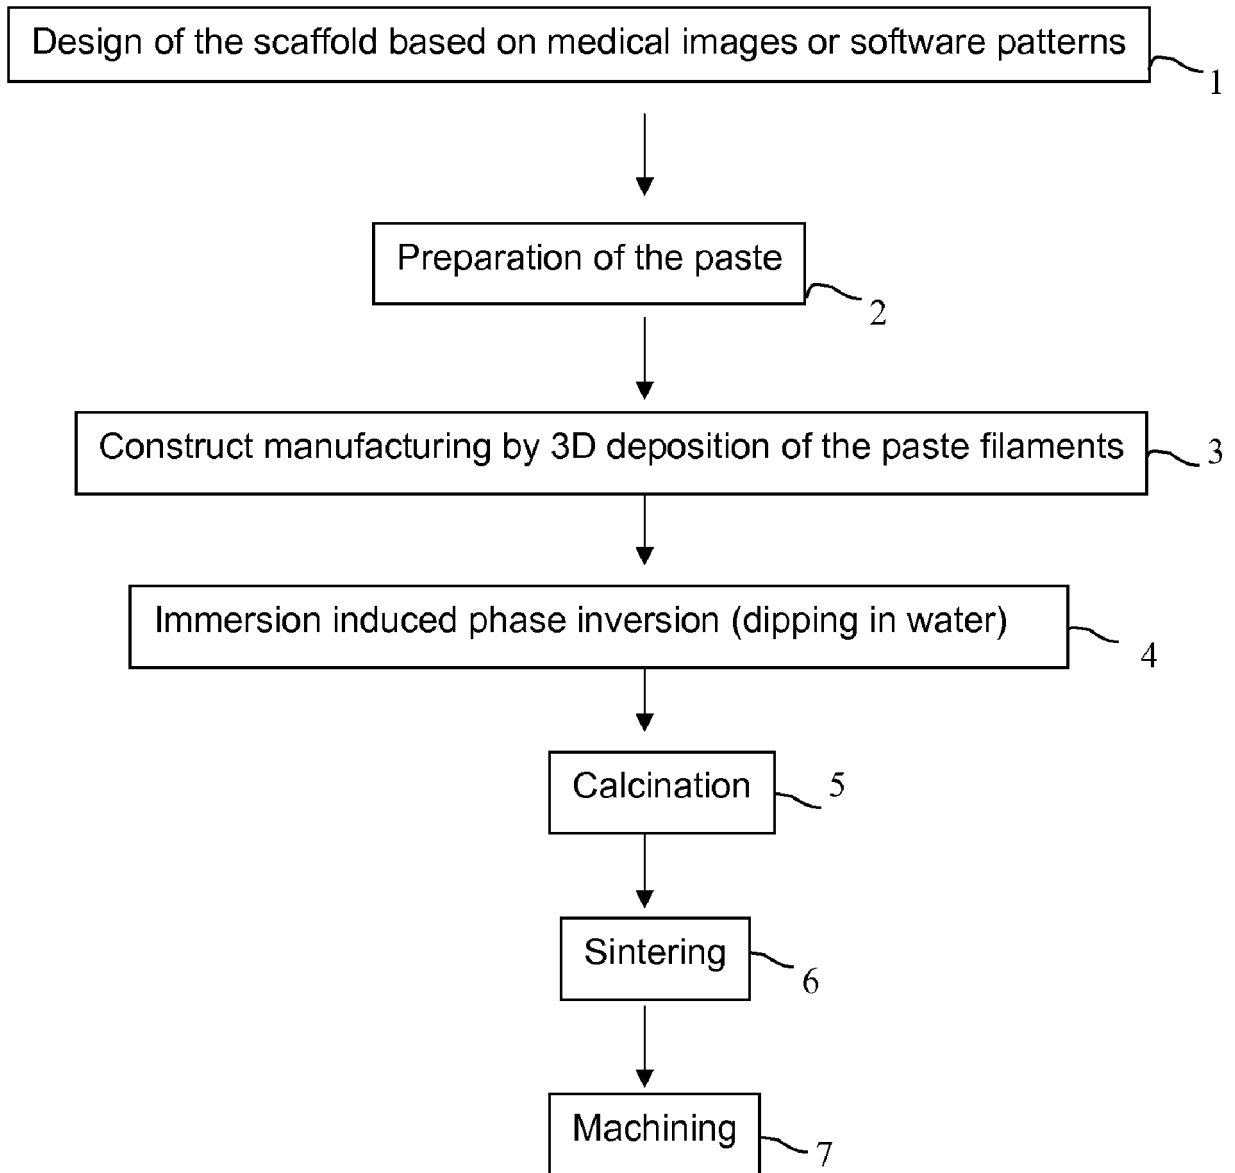 Design of the scaffold based on medical images or software patterns
1
Preparation of the paste
2
Construct manufacturing by 3D deposition of the paste filaments
3
Immersion induced phase inversion (dipping in water)
4
Calcination
5
Sintering
6
Machining
7